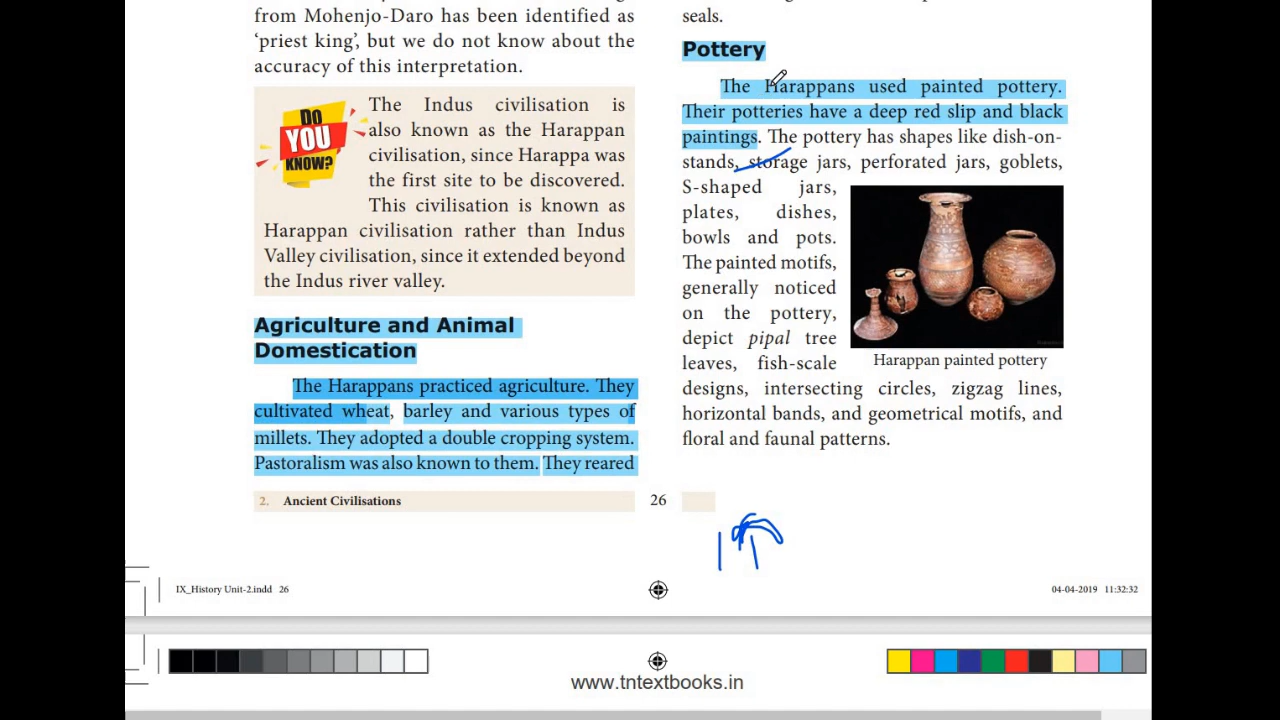 from Mohenjo-Daro has been identified as
‘priest king’, but we do not know about the
accuracy of this interpretation.
DO
YOU
KNOW?
The Indus civilisation is
also known as the Harappan
civilisation, since Harappa was
the first site to be discovered.
This civilisation is known as
Harappan civilisation rather than Indus
Valley civilisation, since it extended beyond
the Indus river valley.
Agriculture and Animal
Domestication
The Harappans practiced agriculture. They
cultivated wheat, barley and various types of
millets. They adopted a double cropping system.
Pastoralism was also known to them. They reared
seals.
Pottery
The Harappans used painted pottery.
Their potteries have a deep red slip and black
paintings. The pottery has shapes like dish-on-
stands, storage jars, perforated jars, goblets,
S-shaped jars,
plates, dishes,
bowls and pots.
The painted motifs,
generally noticed
on the pottery,
depict pipal tree
leaves, fish-scale
designs, intersecting circles, zigzag lines,
horizontal bands, and geometrical motifs, and
floral and faunal patterns.
Harappan painted pottery
2. Ancient Civilisations
26
IX_History Unit-2.indd 26
04-04-2019 11:32:32
www.tntextbooks.in